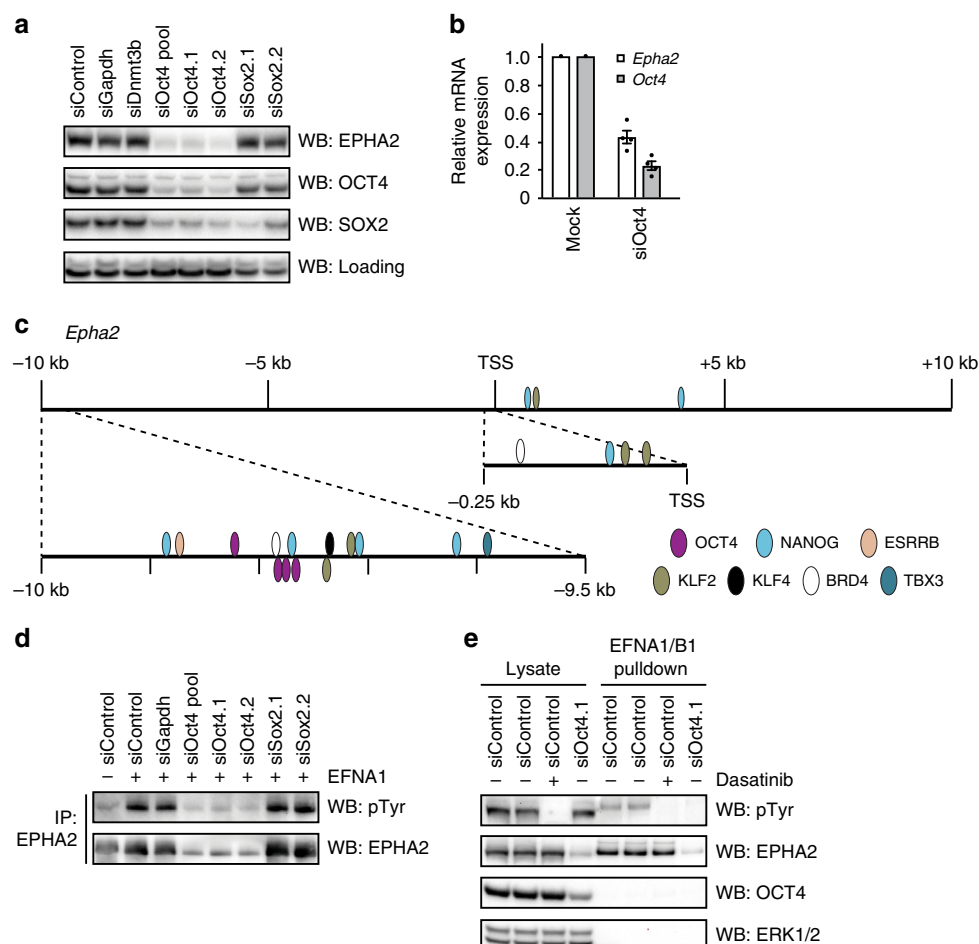 a
siControl
siGapdh
siDnmt3b
siOct4 pool
siOct4.1
siOct4.2
siSox2.1
siSox2.2
WB: EPHA2
WB: OCT4
WB: SOX2
WB: Loading
b
Relative mRNA
expression
1.0
0.8
0.6
0.4
0.2
0
Epha2
Oct4
Mock
siOct4
c
Epha2
–10 kb
–5 kb
TSS
+5 kb
+10 kb
–0.25 kb
TSS
–10 kb
–9.5 kb
OCT4
NANOG
ESRRB
KLF2
KLF4
BRD4
TBX3
d
siControl
siControl
siGapdh
siOct4 pool
siOct4.1
siOct4.2
siSox2.1
siSox2.2
– + + + + + + + EFNA1
IP:
EPHA2
WB: pTyr
WB: EPHA2
e
Lysate
EFNA1/B1
pulldown
siControl
siControl
siControl
siOct4.1
siControl
siControl
siControl
siOct4.1
– – + – – – + – Dasatinib
WB: pTyr
WB: EPHA2
WB: OCT4
WB: ERK1/2